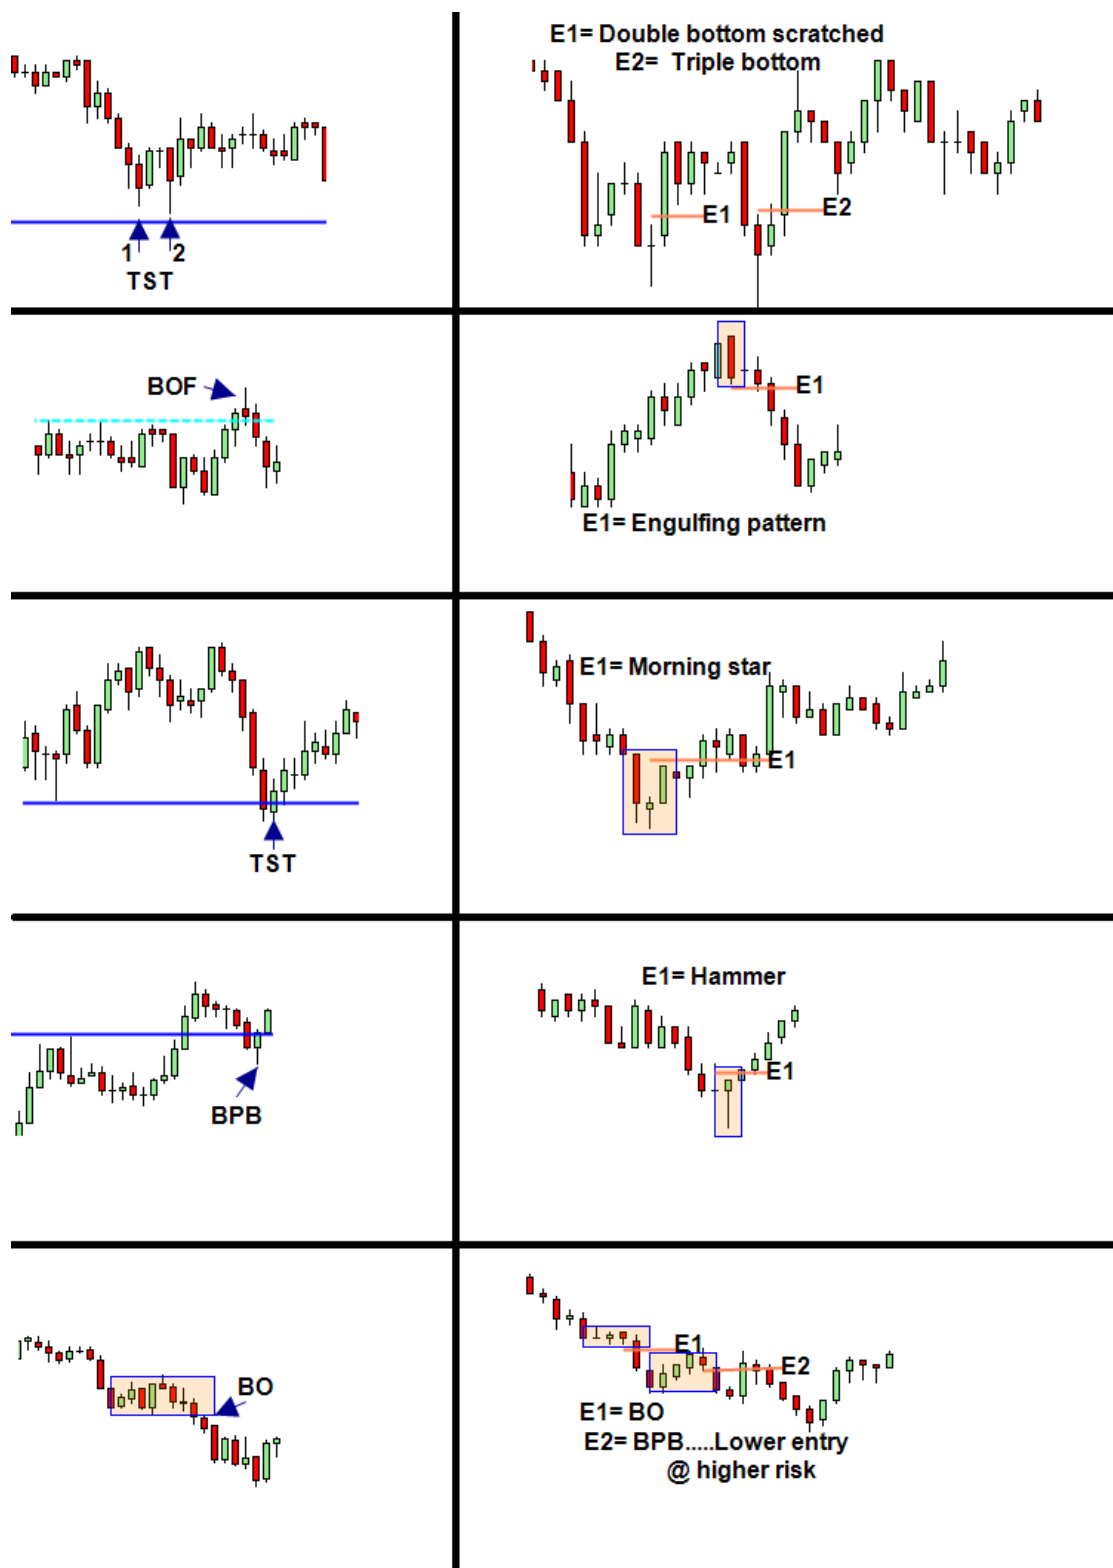 E1= Double bottom scratched
E2= Triple bottom
1 2
TST
E1
E2
BOF
E1
E1= Engulfing pattern
TST
E1= Morning star
E1
BPB
E1= Hammer
E1
BO
E1
E2
E1= BO
E2= BPB.....Lower entry
@ higher risk